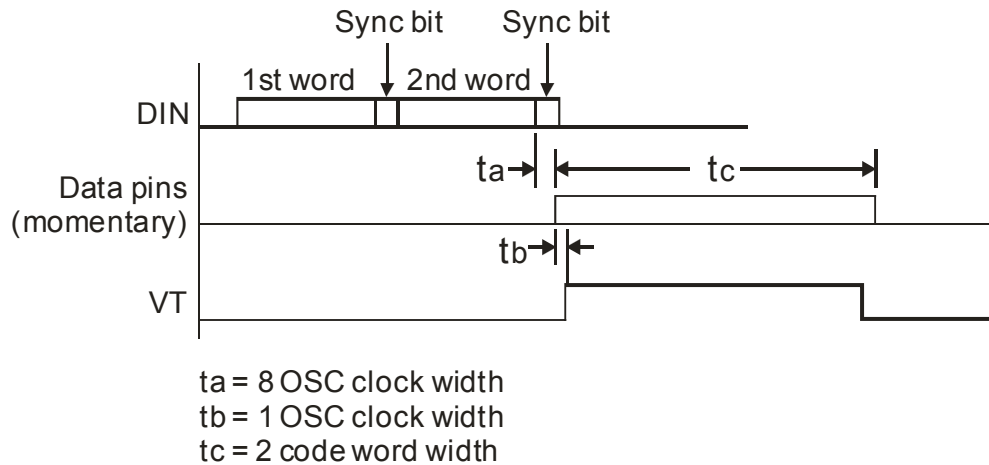 Sync bit Sync bit
1st word 2nd word
DIN
ta tc
Data pins
(momentary)
tb
VT
ta = 8 OSC clock width
tb = 1 OSC clock width
tc = 2 code word width